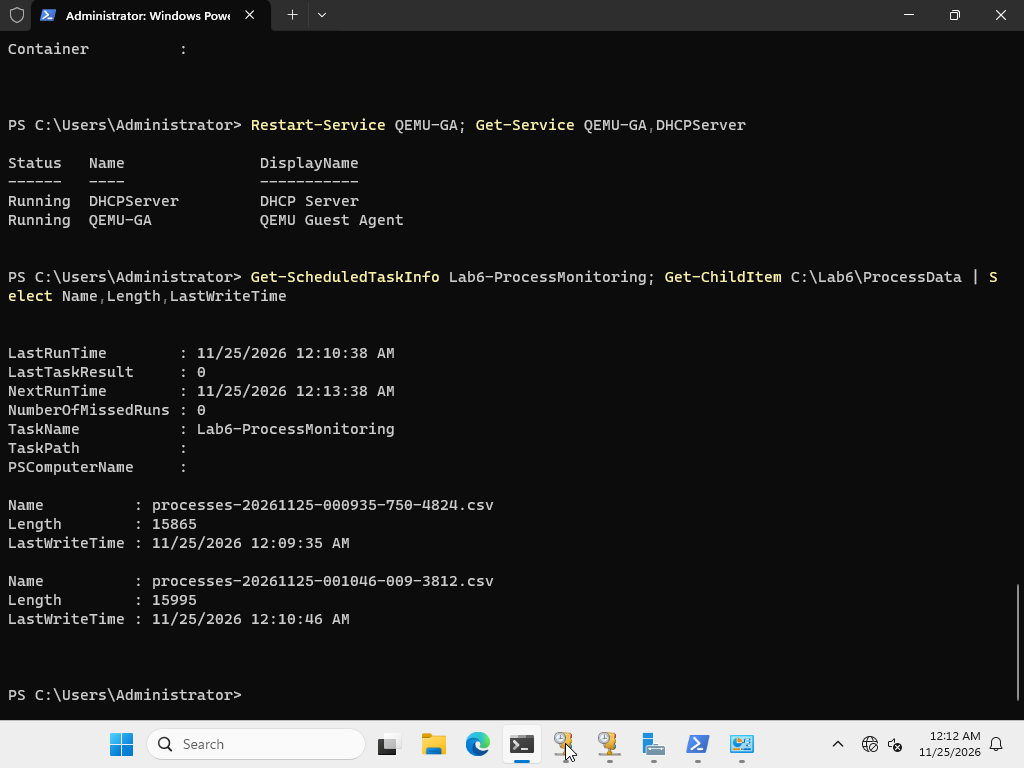 Administrator: Windows Powe
Container          :
PS C:\Users\Administrator> Restart-Service QEMU-GA; Get-Service QEMU-GA,DHCPServer
Status   Name               DisplayName
------   ----               -----------
Running  DHCPServer         DHCP Server
Running  QEMU-GA            QEMU Guest Agent
PS C:\Users\Administrator> Get-ScheduledTaskInfo Lab6-ProcessMonitoring; Get-ChildItem C:\Lab6\ProcessData | S
elect Name,Length,LastWriteTime
LastRunTime        : 11/25/2026 12:10:38 AM
LastTaskResult     : 0
NextRunTime        : 11/25/2026 12:13:38 AM
NumberOfMissedRuns : 0
TaskName           : Lab6-ProcessMonitoring
TaskPath           :
PSComputerName     :
Name          : processes-20261125-000935-750-4824.csv
Length        : 15865
LastWriteTime : 11/25/2026 12:09:35 AM
Name          : processes-20261125-001046-009-3812.csv
Length        : 15995
LastWriteTime : 11/25/2026 12:10:46 AM
PS C:\Users\Administrator>
Search
12:12 AM
11/25/2026